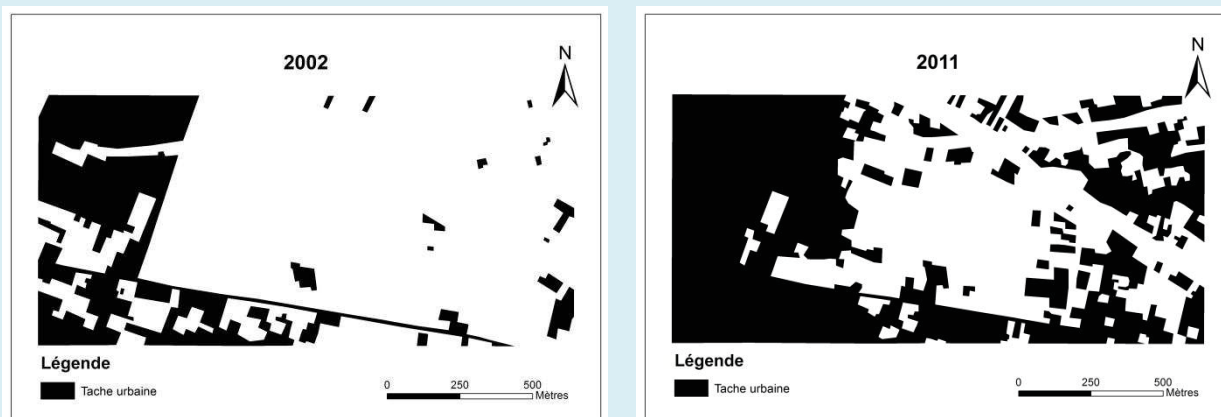 2002
N
Légende
Tache urbaine
0 250 500
Mètres
2011
N
Légende
Tache urbaine
0 250 500
Mètres